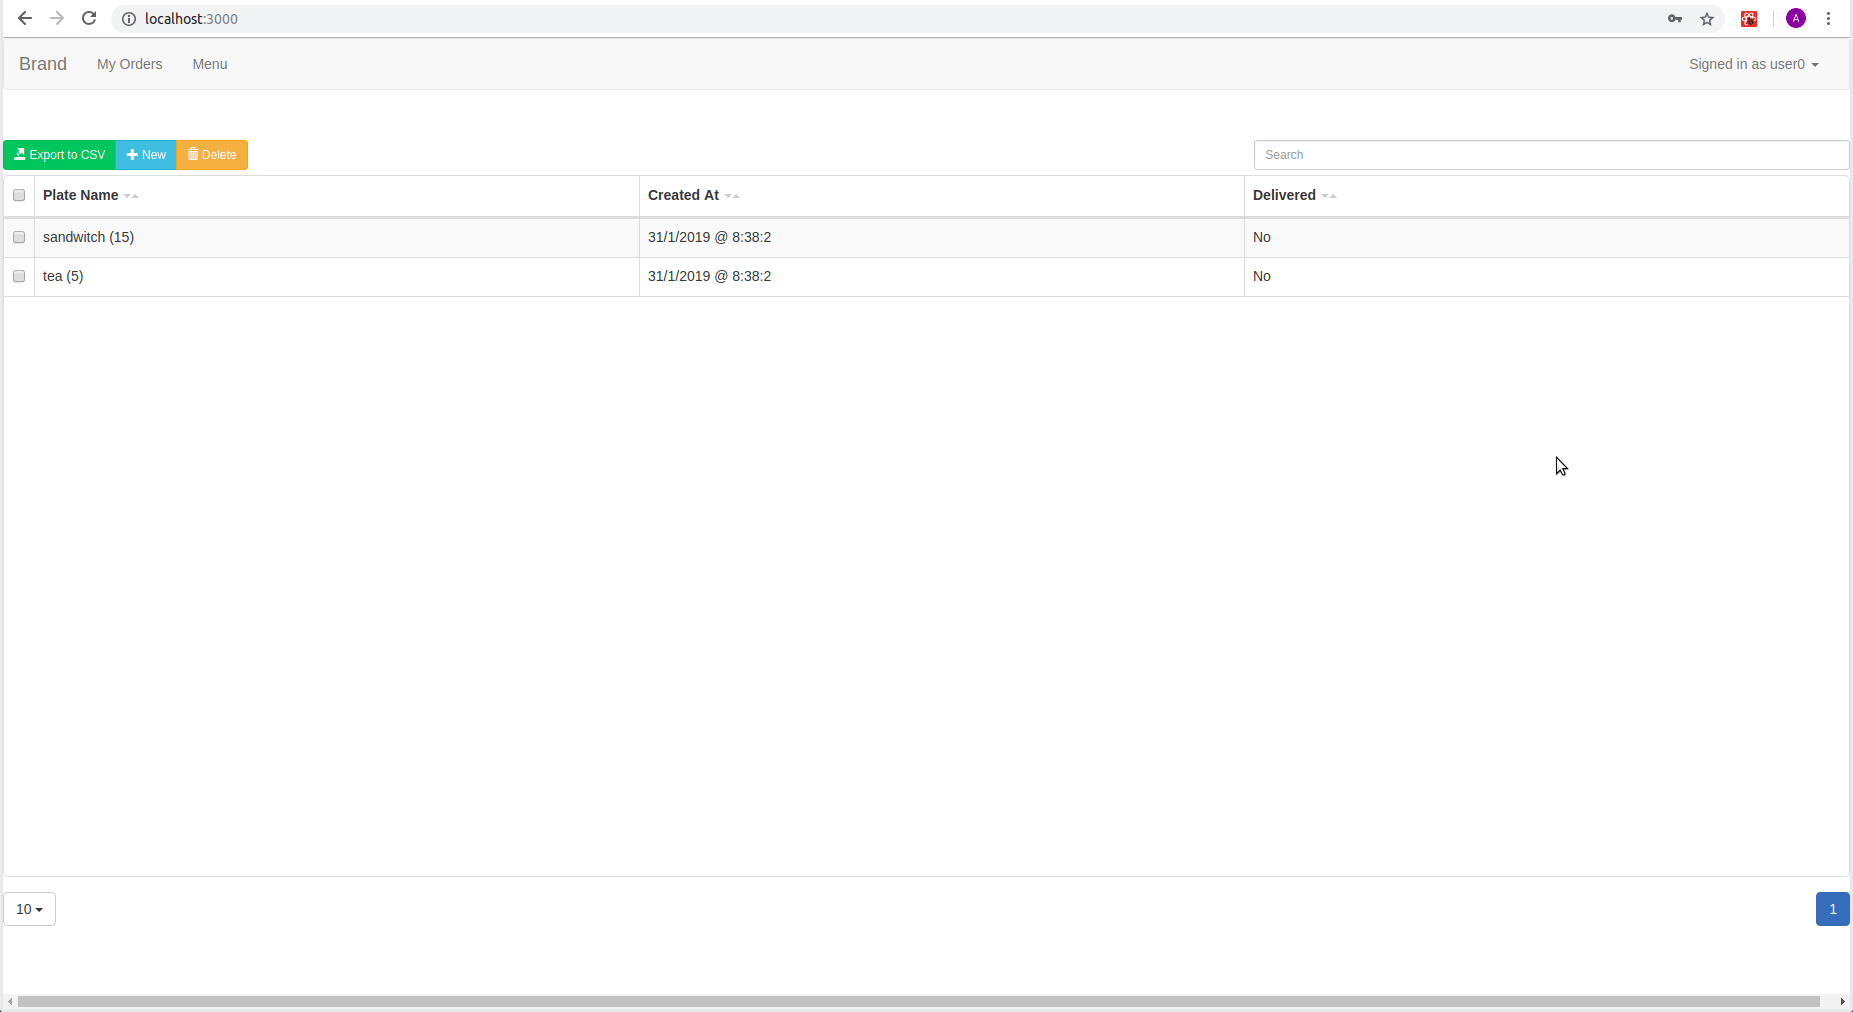 localhost:3000
A
Brand My Orders Menu Signed in as user0
Export to CSV New Delete Search
Plate Name Created At Delivered
sandwitch (15) 31/1/2019 @ 8:38:2 No
tea (5) 31/1/2019 @ 8:38:2 No
10 1